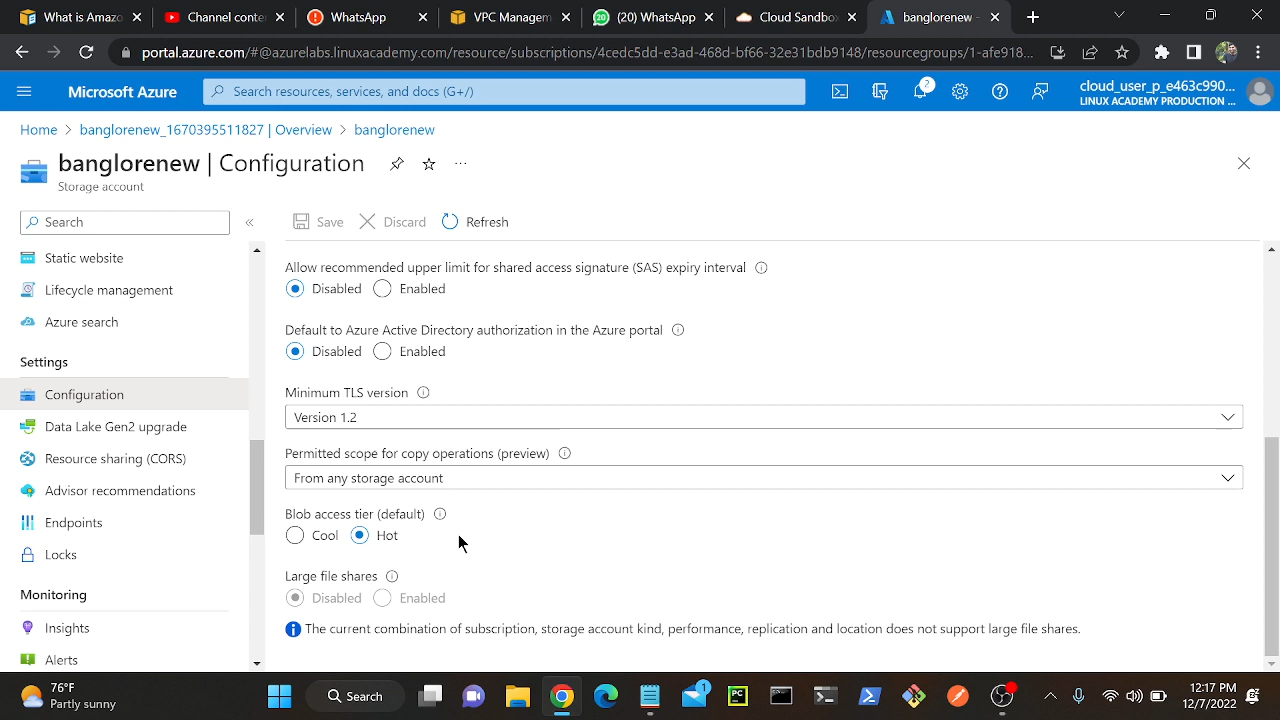 What is Amazo
Channel conte
WhatsApp
VPC Managem
(20) WhatsApp
Cloud Sandbo
banglorenew -
portal.azure.com/#@azurelabs.linuxacademy.com/resource/subscriptions/4cedc5dd-e3ad-468d-bf66-32e31bdb9148/resourcegroups/1-afe918...
Microsoft Azure
Search resources, services, and docs (G+/)
2
cloud_user_p_e463c990...
LINUX ACADEMY PRODUCTION ...
Home > banglorenew_1670395511827 | Overview > banglorenew
banglorenew | Configuration
Storage account
Search
Save
Discard
Refresh
Static website
Lifecycle management
Azure search
Settings
Configuration
Data Lake Gen2 upgrade
Resource sharing (CORS)
Advisor recommendations
Endpoints
Locks
Monitoring
Insights
Alerts
Allow recommended upper limit for shared access signature (SAS) expiry interval
Disabled Enabled
Default to Azure Active Directory authorization in the Azure portal
Disabled Enabled
Minimum TLS version
Version 1.2
Permitted scope for copy operations (preview)
From any storage account
Blob access tier (default)
Cool Hot
Large file shares
Disabled Enabled
The current combination of subscription, storage account kind, performance, replication and location does not support large file shares.
76°F
Partly sunny
Search
1
PC
12:17 PM
12/7/2022